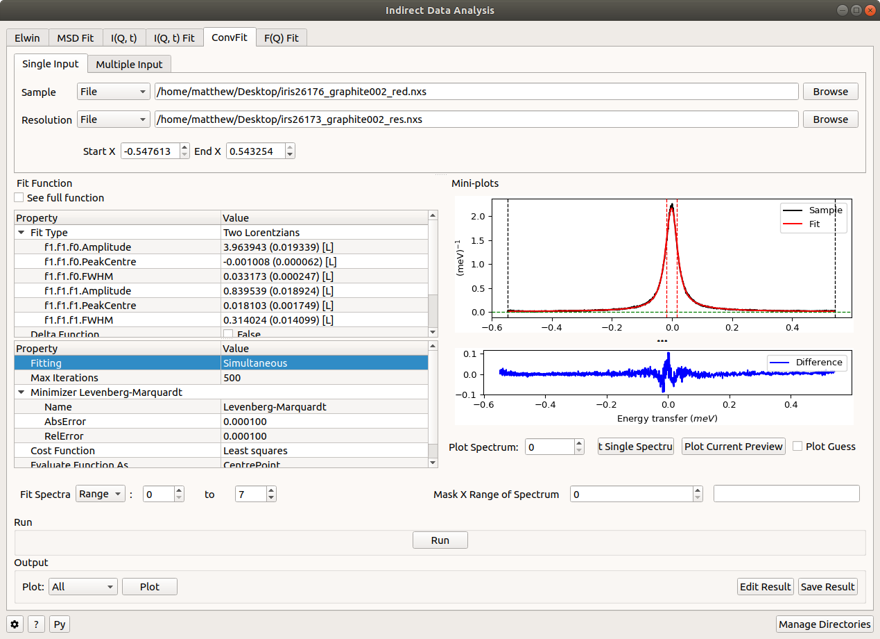 Indirect Data Analysis
Elwin MSD Fit I(Q, t) I(Q, t) Fit ConvFit F(Q) Fit
Single Input Multiple Input
Sample File /home/matthew/Desktop/iris26176_graphite002_red.nxs Browse
Resolution File /home/matthew/Desktop/irs26173_graphite002_res.nxs Browse
Start X -0.547613 End X 0.543254
Fit Function
See full function
Property Value
Fit Type Two Lorentzians
f1.f1.f0.Amplitude 3.963943 (0.019339) [L]
f1.f1.f0.PeakCentre -0.001008 (0.000062) [L]
f1.f1.f0.FWHM 0.033173 (0.000247) [L]
f1.f1.f1.Amplitude 0.839539 (0.018924) [L]
f1.f1.f1.PeakCentre 0.018103 (0.001749) [L]
f1.f1.f1.FWHM 0.314024 (0.014099) [L]
Delta Function False
Property Value
Fitting Simultaneous
Max Iterations 500
Minimizer Levenberg-Marquardt
Name Levenberg-Marquardt
AbsError 0.000100
RelError 0.000100
Cost Function Least squares
Evaluate Function As CentrePoint
Mini-plots
(meV)⁻¹
2.0
1.5
1.0
0.5
0.0
Sample
Fit
−0.6 −0.4 −0.2 0.0 0.2 0.4
0.1
0.0
−0.1
Difference
−0.6 −0.4 −0.2 0.0 0.2 0.4
Energy transfer (meV)
Plot Spectrum: 0 t Single Spectru Plot Current Preview Plot Guess
Fit Spectra Range : 0 to 7 Mask X Range of Spectrum 0
Run
Run
Output
Plot: All Plot Edit Result Save Result
? Py Manage Directories